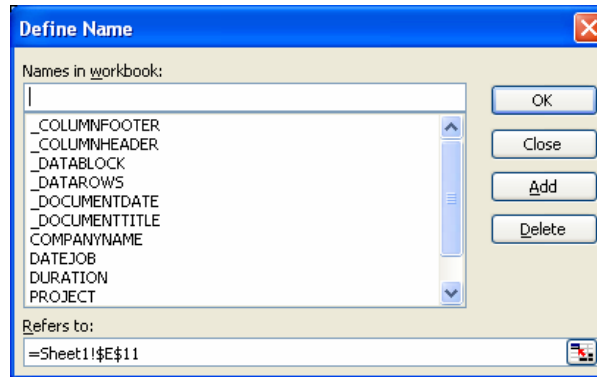 Define Name
Names in workbook:
OK
_COLUMNFOOTER
_COLUMNHEADER
Close
_DATABLOCK
_DATAROWS
Add
_DOCUMENTDATE
_DOCUMENTTITLE
Delete
COMPANYNAME
DATEJOB
DURATION
PROJECT
Refers to:
=Sheet1!$E$11